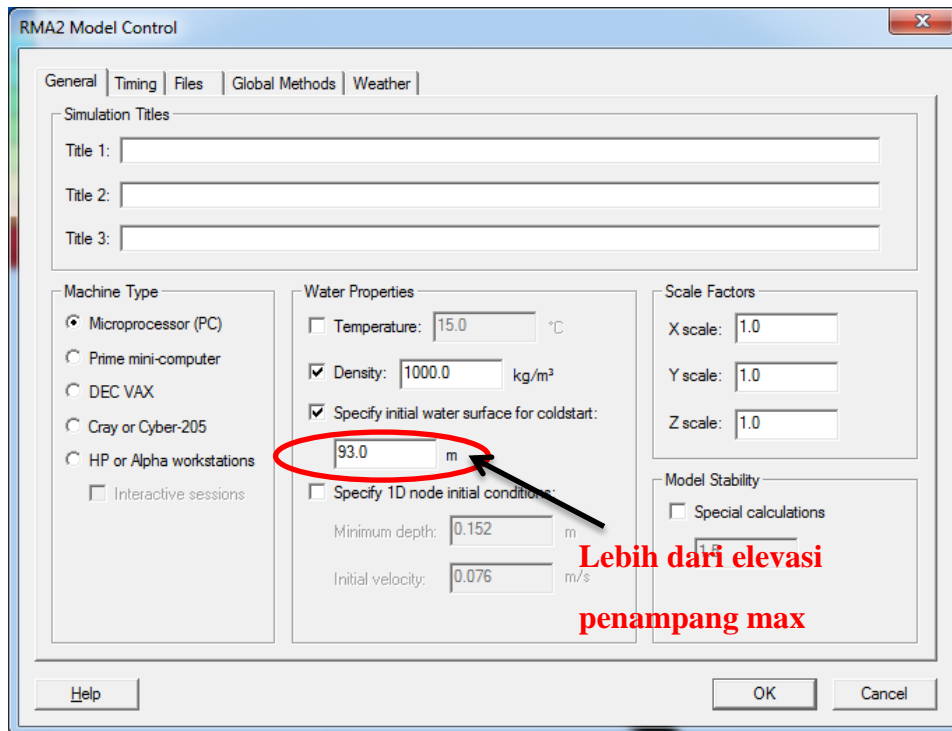 RMA2 Model Control
General Timing Files Global Methods Weather
Simulation Titles
Title 1:
Title 2:
Title 3:
Machine Type
Microprocessor (PC)
Prime mini-computer
DEC VAX
Cray or Cyber-205
HP or Alpha workstations
Interactive sessions
Water Properties
Temperature: 15.0 °C
Density: 1000.0 kg/m³
Specify initial water surface for coldstart:
93.0 m
Specify 1D node initial conditions:
Minimum depth: 0.152 m
Initial velocity: 0.076 m/s
Scale Factors
X scale: 1.0
Y scale: 1.0
Z scale: 1.0
Model Stability
Special calculations
Lebih dari elevasi
penampang max
Help OK Cancel